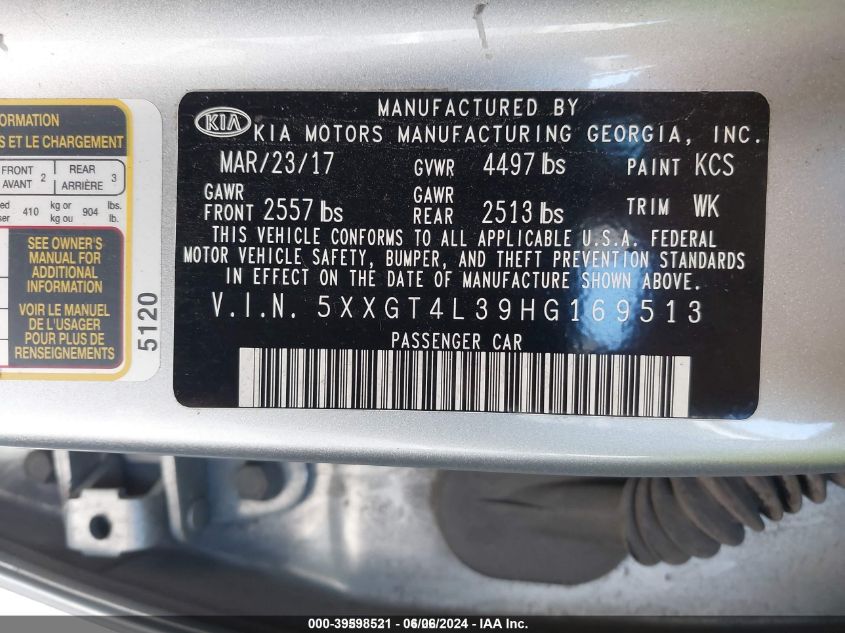 ORMATION
S ET LE CHARGEMENT
FRONT
AVANT 2
REAR
ARRIÈRE 3
410 kg or
kg ou 904 lbs.
lb.
SEE OWNER'S
MANUAL FOR
ADDITIONAL
INFORMATION
VOIR LE MANUEL
DE L'USAGER
POUR PLUS DE
RENSEIGNEMENTS
5120
KIA
MANUFACTURED BY
KIA MOTORS MANUFACTURING GEORGIA, INC.
MAR/23/17 GVWR 4497 lbs PAINT KCS
GAWR
FRONT 2557 lbs
GAWR
REAR 2513 lbs
TRIM WK
THIS VEHICLE CONFORMS TO ALL APPLICABLE U.S.A. FEDERAL
MOTOR VEHICLE SAFETY, BUMPER, AND THEFT PREVENTION STANDARDS
IN EFFECT ON THE DATE OF MANUFACTURE SHOWN ABOVE.
V.I.N. 5XXGT4L39HG169513
PASSENGER CAR
000-39598521 - 06/06/2024 - IAA Inc.